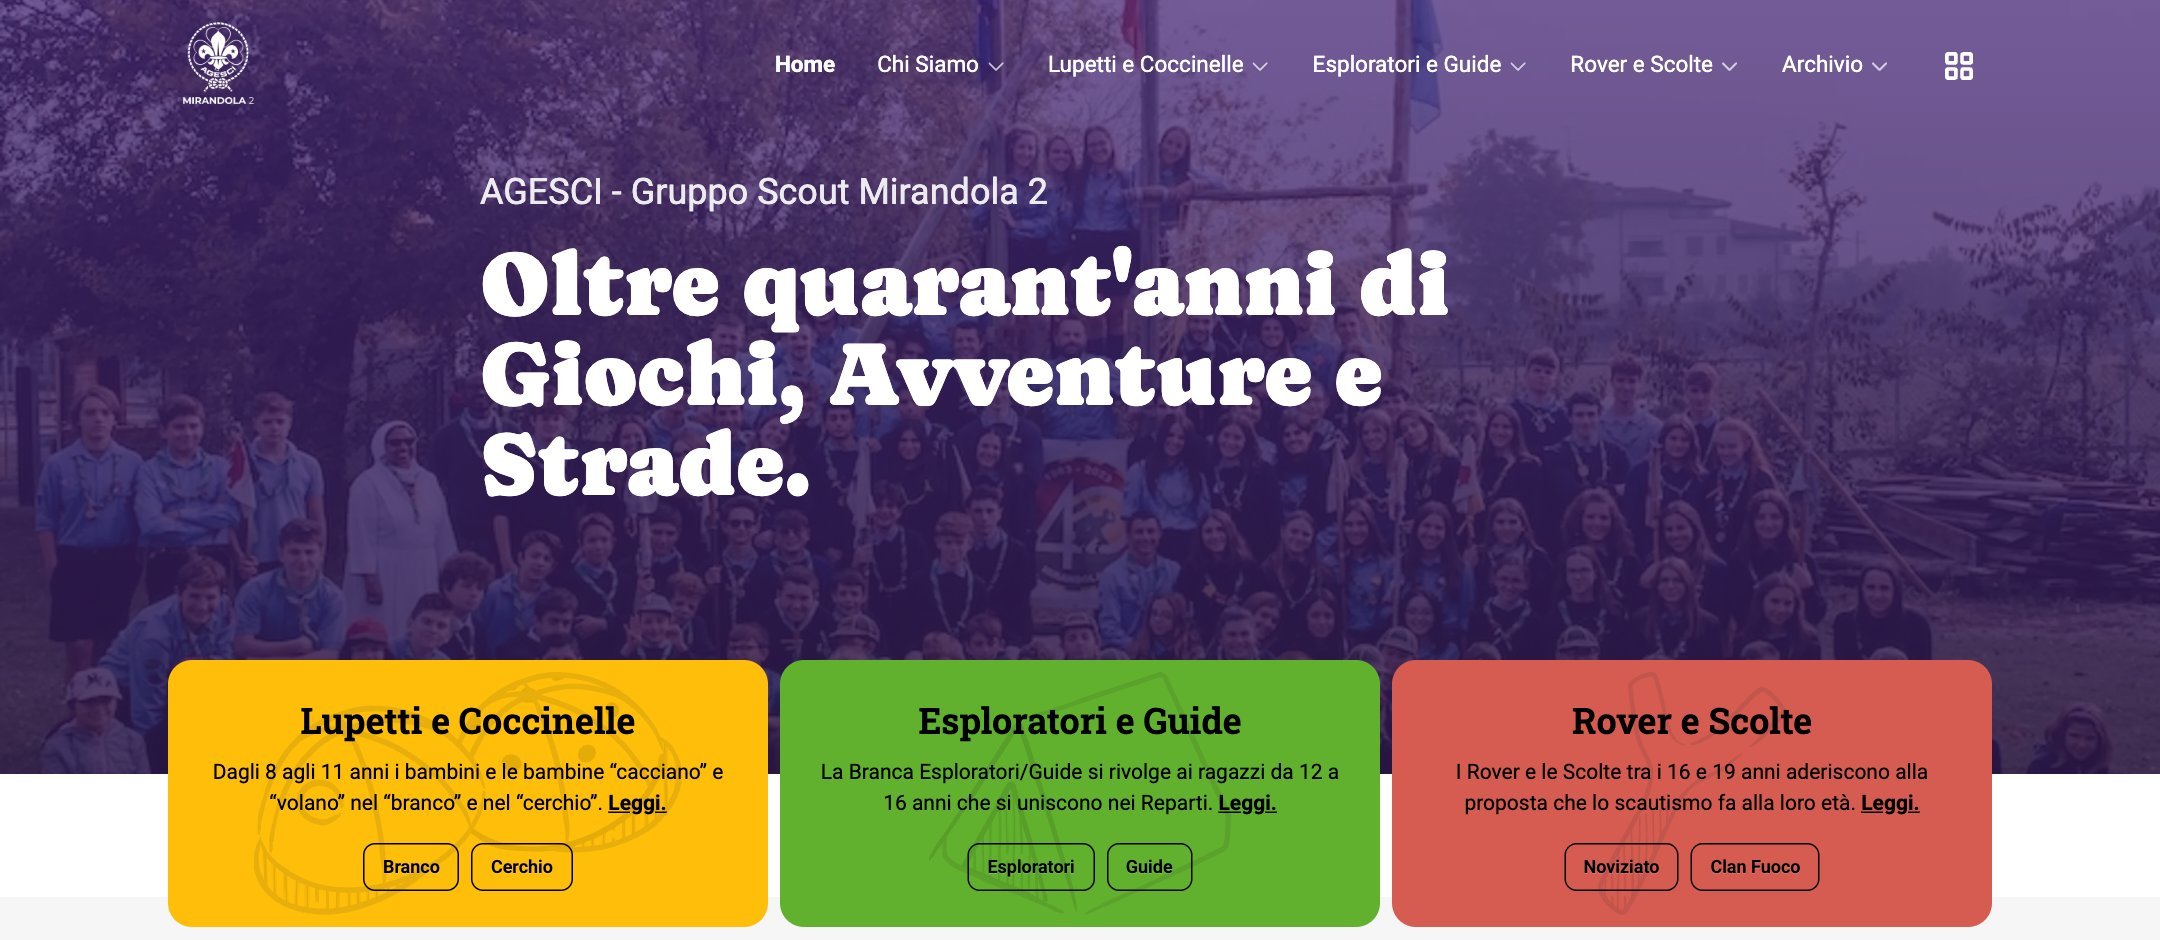 AGESCI
MIRANDOLA 2
Home
Chi Siamo
Lupetti e Coccinelle
Esploratori e Guide
Rover e Scolte
Archivio
AGESCI - Gruppo Scout Mirandola 2
Oltre quarant'anni di
Giochi, Avventure e
Strade.
Lupetti e Coccinelle
Dagli 8 agli 11 anni i bambini e le bambine “cacciano” e
“volano” nel “branco” e nel “cerchio”. Leggi.
Branco
Cerchio
Esploratori e Guide
La Branca Esploratori/Guide si rivolge ai ragazzi da 12 a
16 anni che si uniscono nei Reparti. Leggi.
Esploratori
Guide
Rover e Scolte
I Rover e le Scolte tra i 16 e 19 anni aderiscono alla
proposta che lo scautismo fa alla loro età. Leggi.
Noviziato
Clan Fuoco